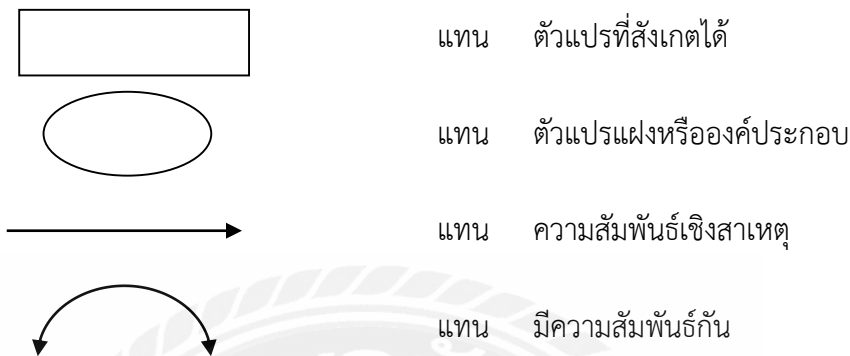 แทน ตัวแปรที่สังเกตได้
แทน ตัวแปรแฝงหรือองค์ประกอบ
แทน ความสัมพันธ์เชิงสาเหตุ
แทน มีความสัมพันธ์กัน